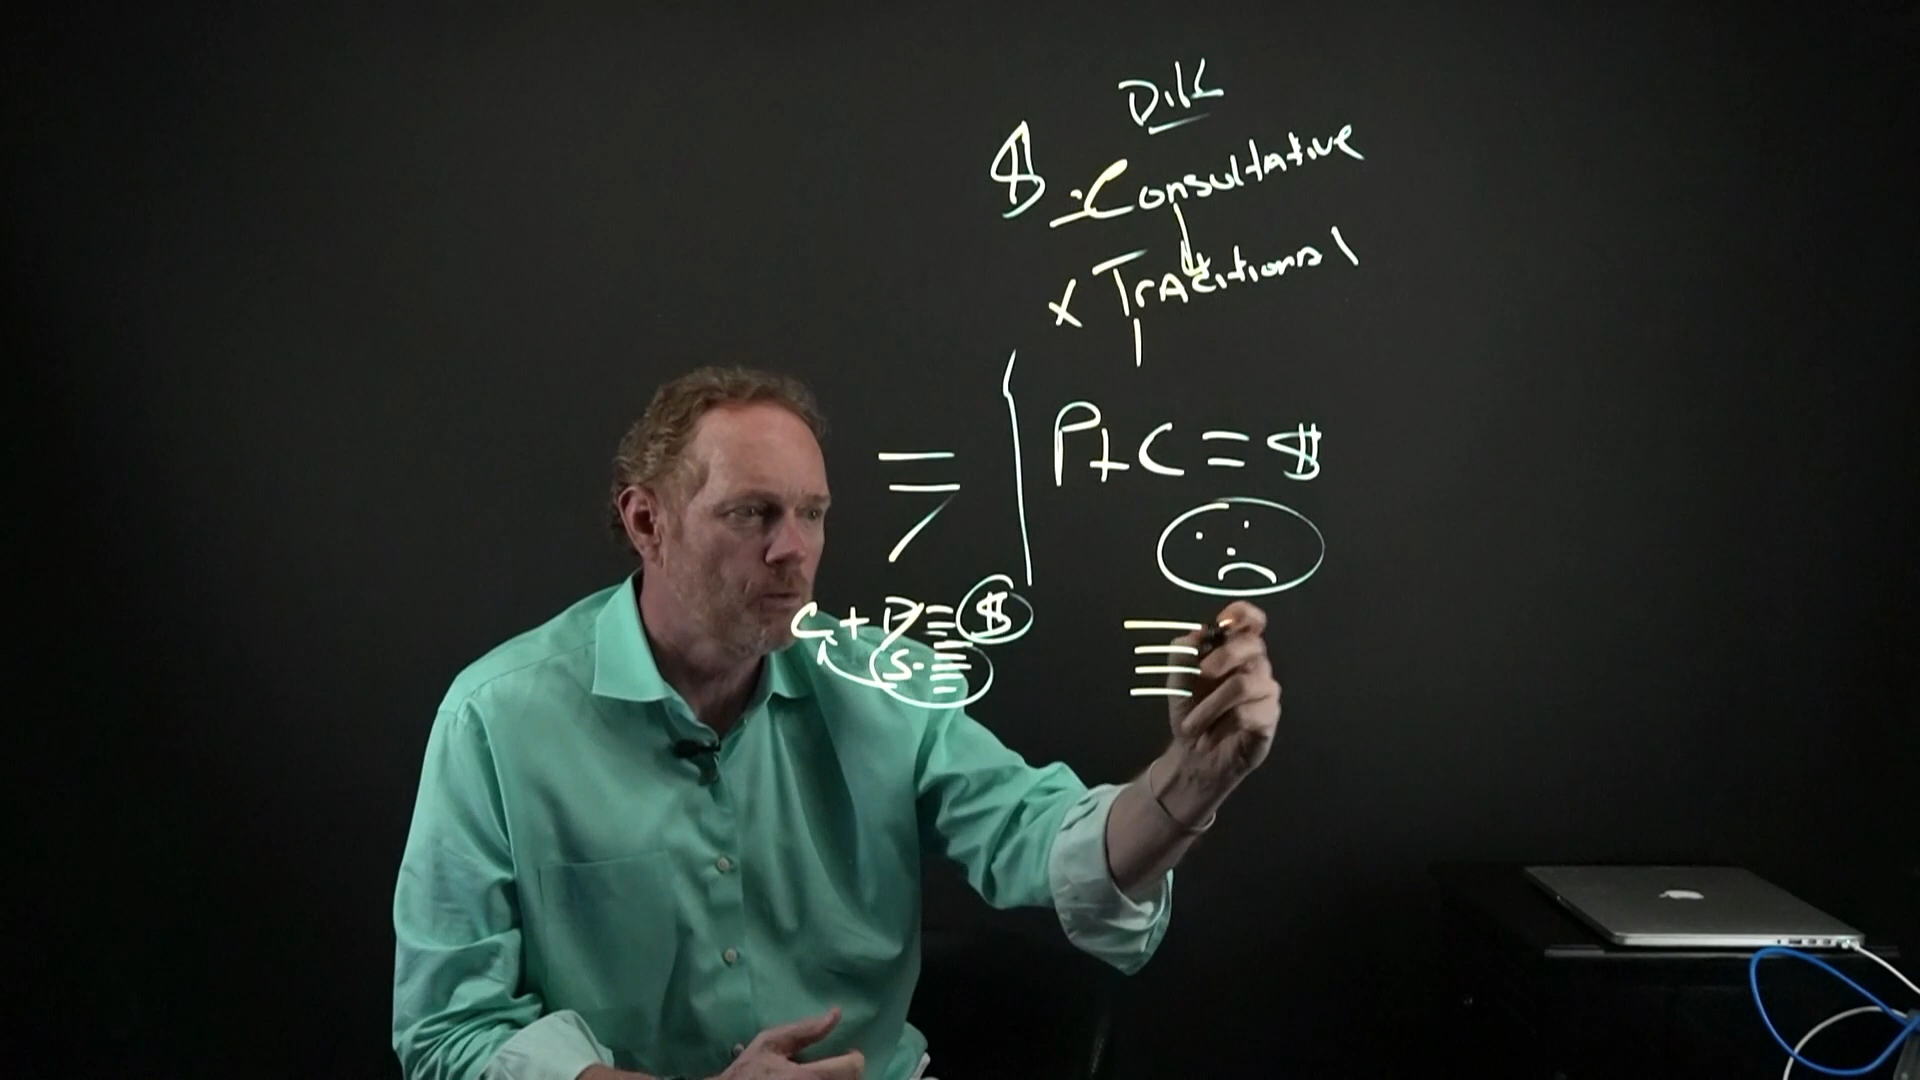 $ - Consultative
x Traditional
P + C = $
C + P = $
S -